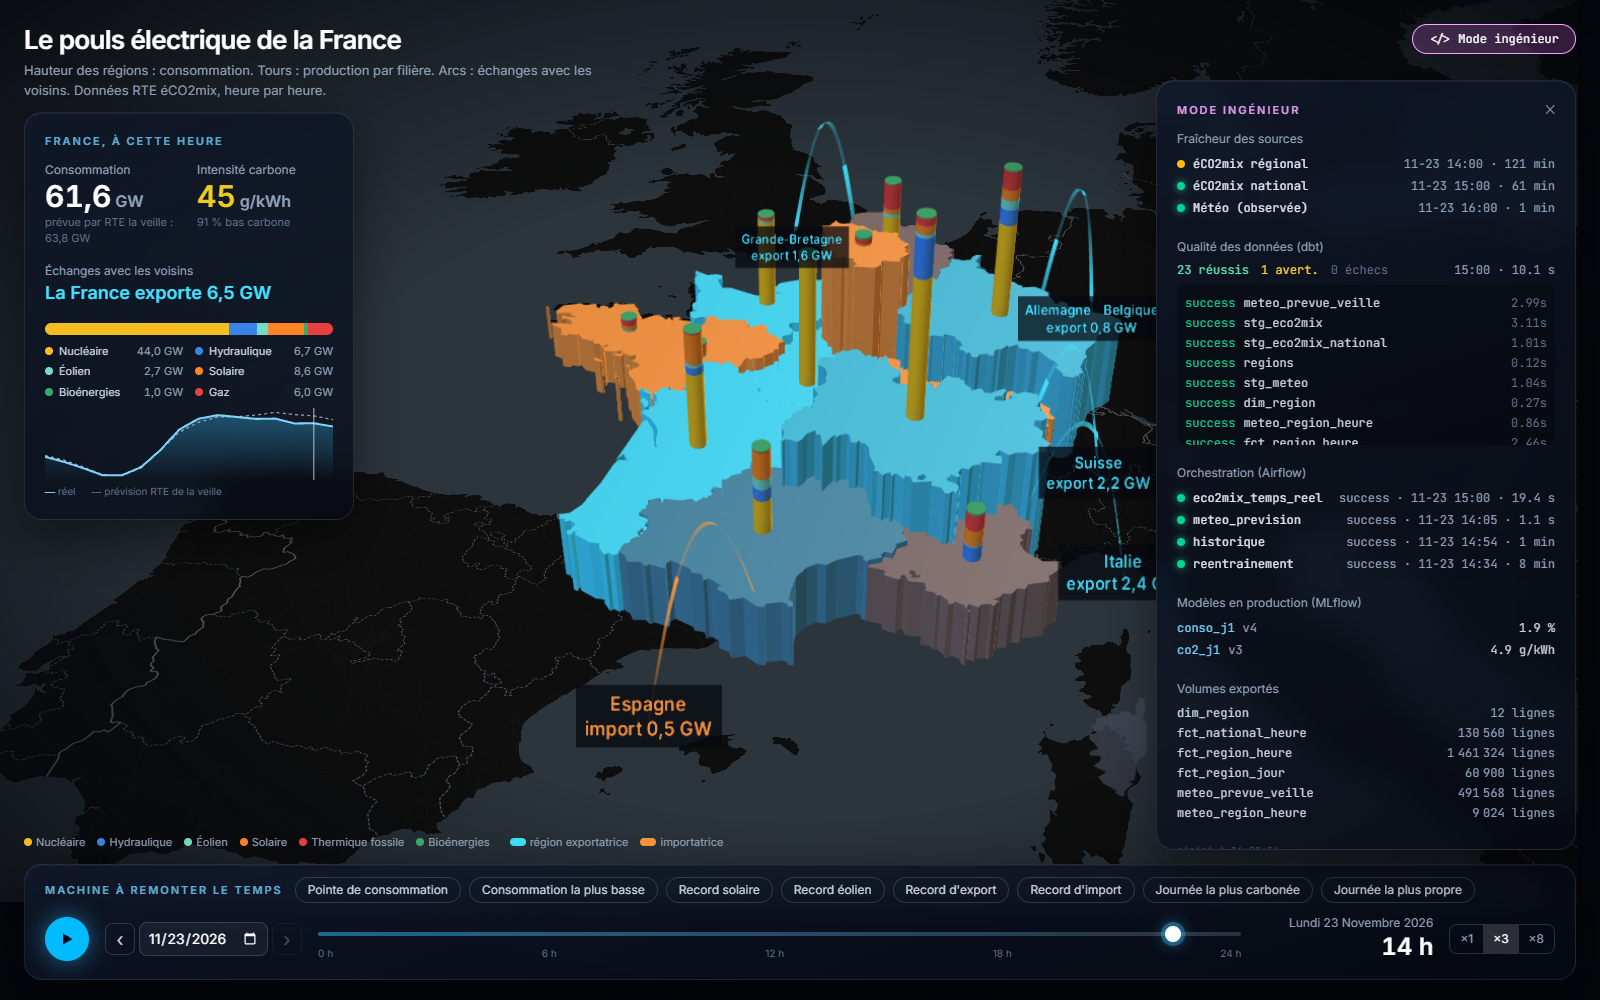 Le pouls électrique de la France
Hauteur des régions : consommation. Tours : production par filière. Arcs : échanges avec les
voisins. Données RTE éCO2mix, heure par heure.
</> Mode ingénieur
FRANCE, À CETTE HEURE
Consommation
61,6 GW
prévue par RTE la veille :
63,8 GW
Intensité carbone
45 g/kWh
91 % bas carbone
Échanges avec les voisins
La France exporte 6,5 GW
Nucléaire 44,0 GW Hydraulique 6,7 GW
Éolien 2,7 GW Solaire 8,6 GW
Bioénergies 1,0 GW Gaz 6,0 GW
réel prévision RTE de la veille
Grande-Bretagne
export 1,6 GW
Allemagne Belgique
export 0,8 GW
Suisse
export 2,2 GW
Italie
export 2,4
Espagne
import 0,5 GW
MODE INGÉNIEUR
Fraîcheur des sources
éCO2mix régional 11-23 14:00 · 121 min
éCO2mix national 11-23 15:00 · 61 min
Météo (observée) 11-23 16:00 · 1 min
Qualité des données (dbt)
23 réussis 1 avert. 0 échecs 15:00 · 10.1 s
success meteo_prevue_veille 2.99s
success stg_eco2mix 3.11s
success stg_eco2mix_national 1.01s
success regions 0.12s
success stg_meteo 1.04s
success dim_region 0.27s
success meteo_region_heure 0.86s
success fct_region_heure 2.46s
Orchestration (Airflow)
eco2mix_temps_reel success · 11-23 15:00 · 19.4 s
meteo_prevision success · 11-23 14:05 · 1.1 s
historique success · 11-23 14:54 · 1 min
reentrainement success · 11-23 14:34 · 8 min
Modèles en production (MLflow)
conso_j1 v4 1.9 %
co2_j1 v3 4.9 g/kWh
Volumes exportés
dim_region 12 lignes
fct_national_heure 130 560 lignes
fct_region_heure 1 461 324 lignes
fct_region_jour 60 900 lignes
meteo_prevue_veille 491 568 lignes
meteo_region_heure 9 024 lignes
Nucléaire Hydraulique Éolien Solaire Thermique fossile Bioénergies région exportatrice importatrice
MACHINE À REMONTER LE TEMPS Pointe de consommation Consommation la plus basse Record solaire Record éolien Record d'export Record d'import Journée la plus carbonée Journée la plus propre
11/23/2026
0 h 6 h 12 h 18 h 24 h
Lundi 23 Novembre 2026
14 h
×1 ×3 ×8